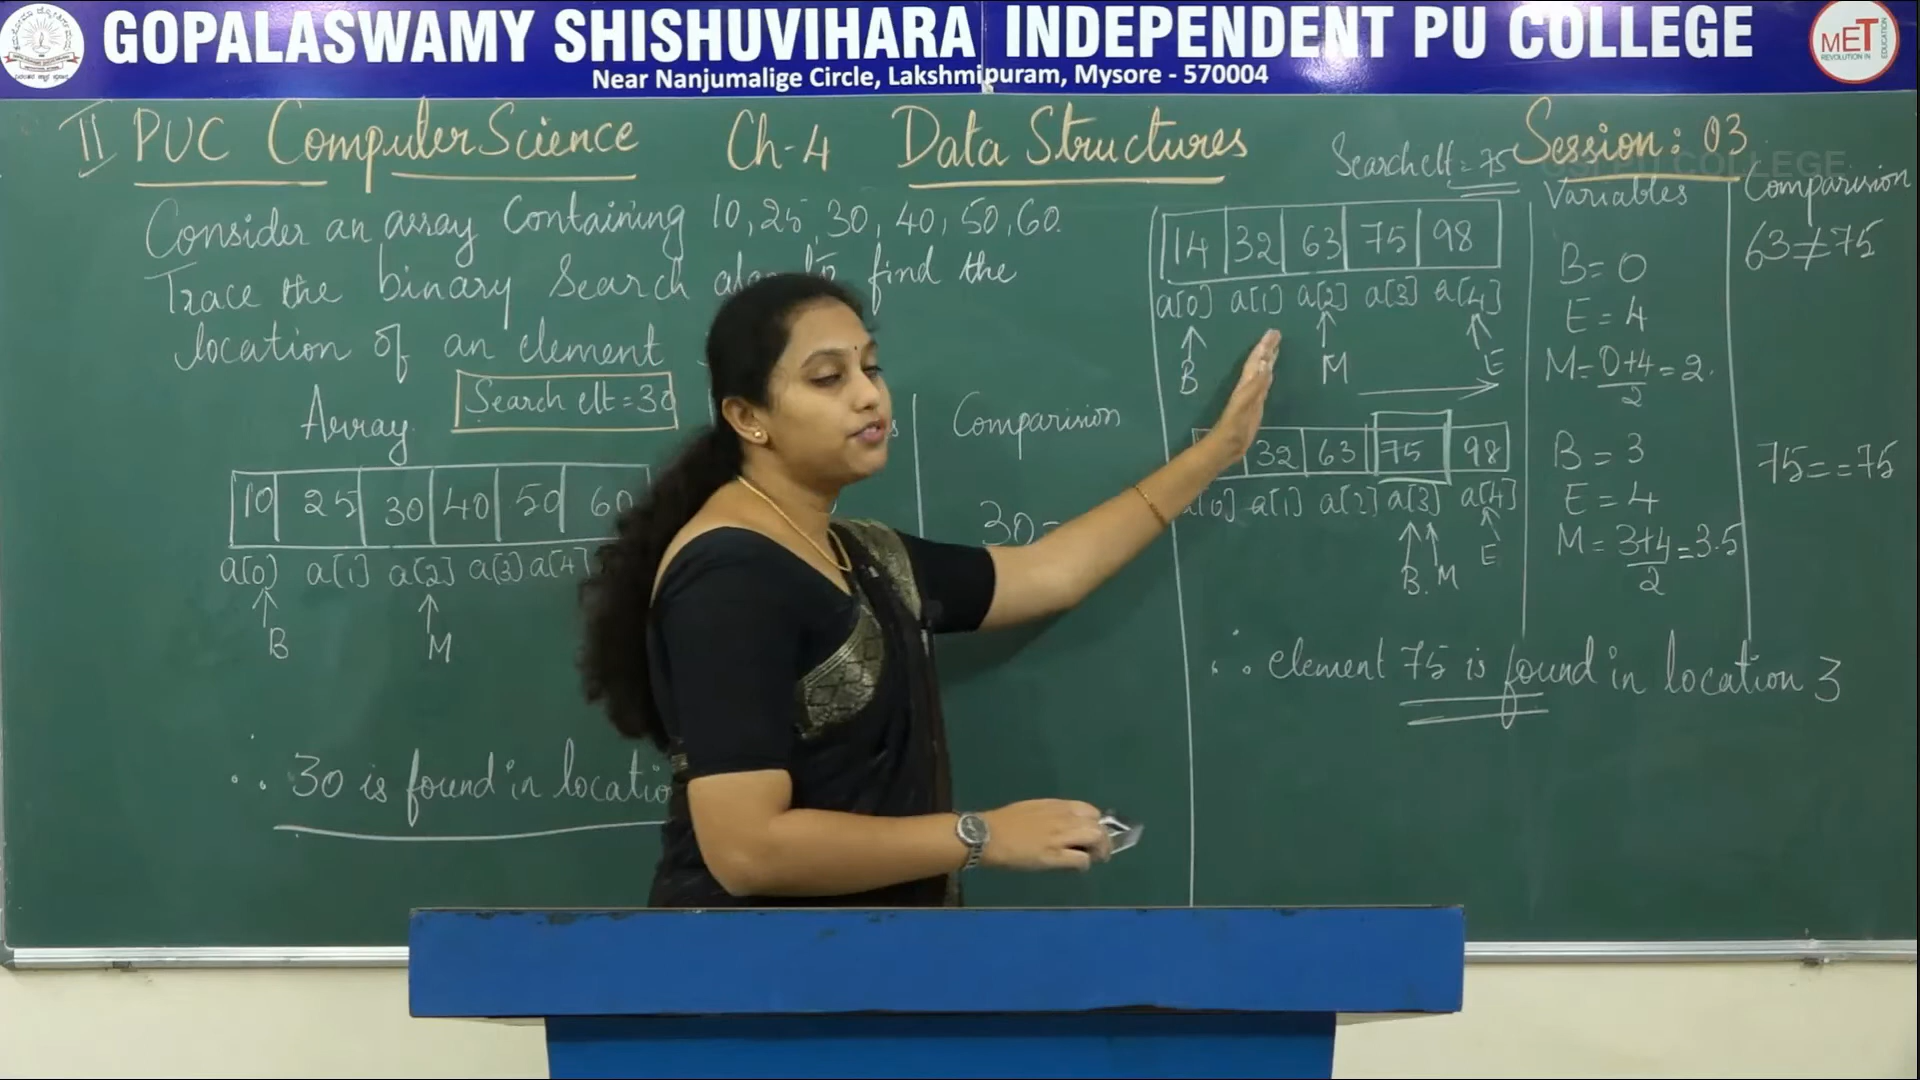 GOPALASWAMY SHISHUVIHARA INDEPENDENT PU COLLEGE
Near Nanjumalige Circle, Lakshmipuram, Mysore - 570004
MET
REVOLUTION IN EDUCATION
II PUC Computer Science Ch-4 Data Structures Session: 03
Consider an array Containing 10, 25, 30, 40, 50, 60.
Trace the binary Search find the
location of an element
Search elt = 30
Array
Comparision
10 25 30 40 50 60
30=
a[0] a[1] a[2] a[3] a[4]
B M
∴ 30 is found in
Search elt = 75
COLLEGE
Variables Comparision
14 32 63 75 98
a[0] a[1] a[2] a[3] a[4]
B M E
B = 0
E = 4
M = 0+4/2 = 2.
63≠75
32 63 75 98
a[1] a[2] a[3] a[4]
B. M E
B = 3
E = 4
M = 3+4/2 = 3.5
75==75
∴ element 75 is found in location 3